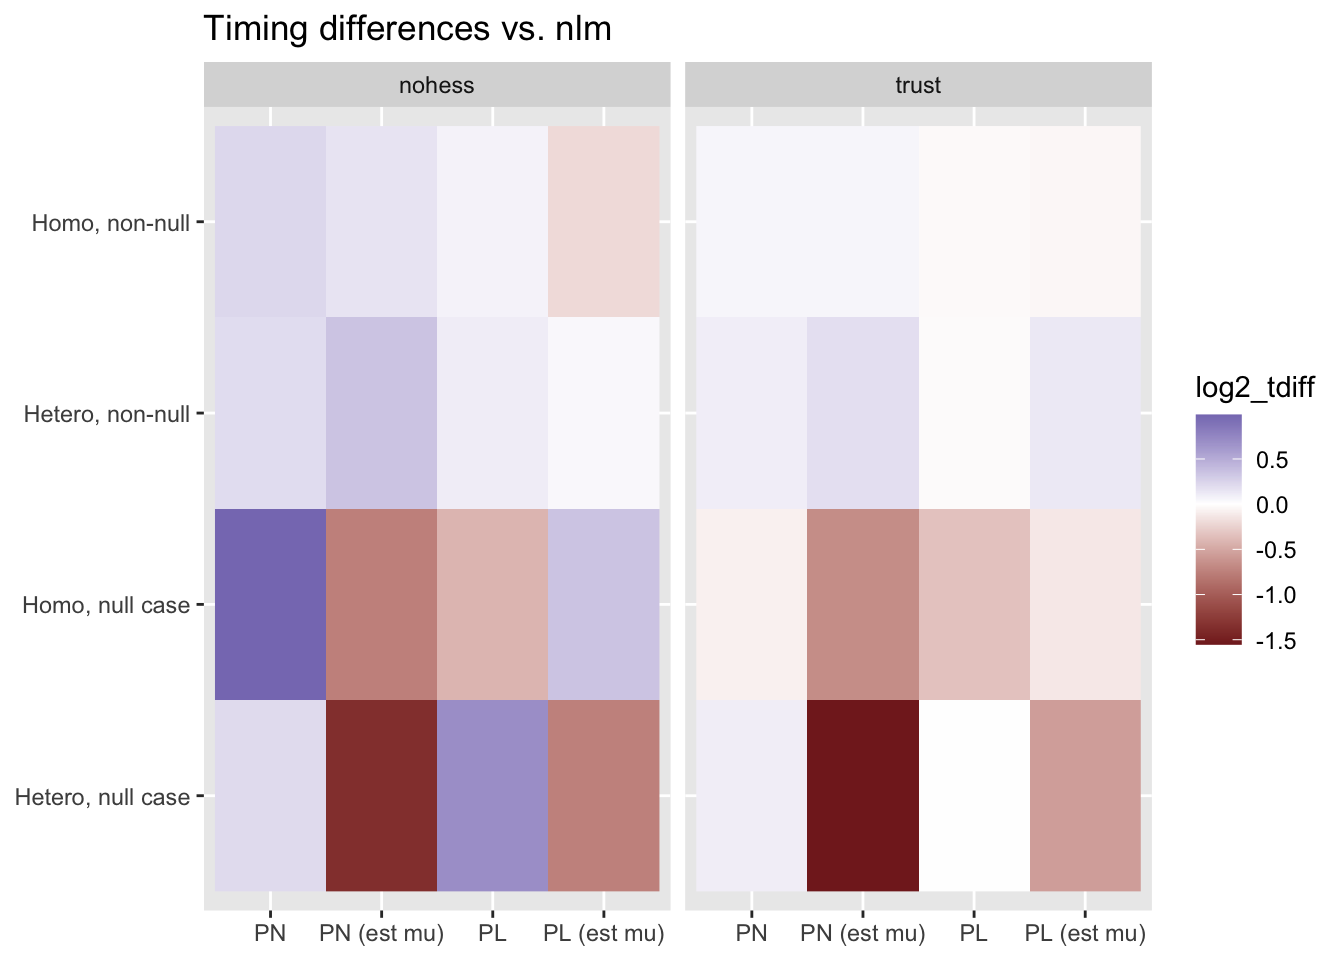 Timing differences vs. nlm
nohess
trust
Homo, non-null
Hetero, non-null
Homo, null case
Hetero, null case
PN
PN (est mu)
PL
PL (est mu)
PN
PN (est mu)
PL
PL (est mu)
log2_tdiff
0.5
0.0
-0.5
-1.0
-1.5